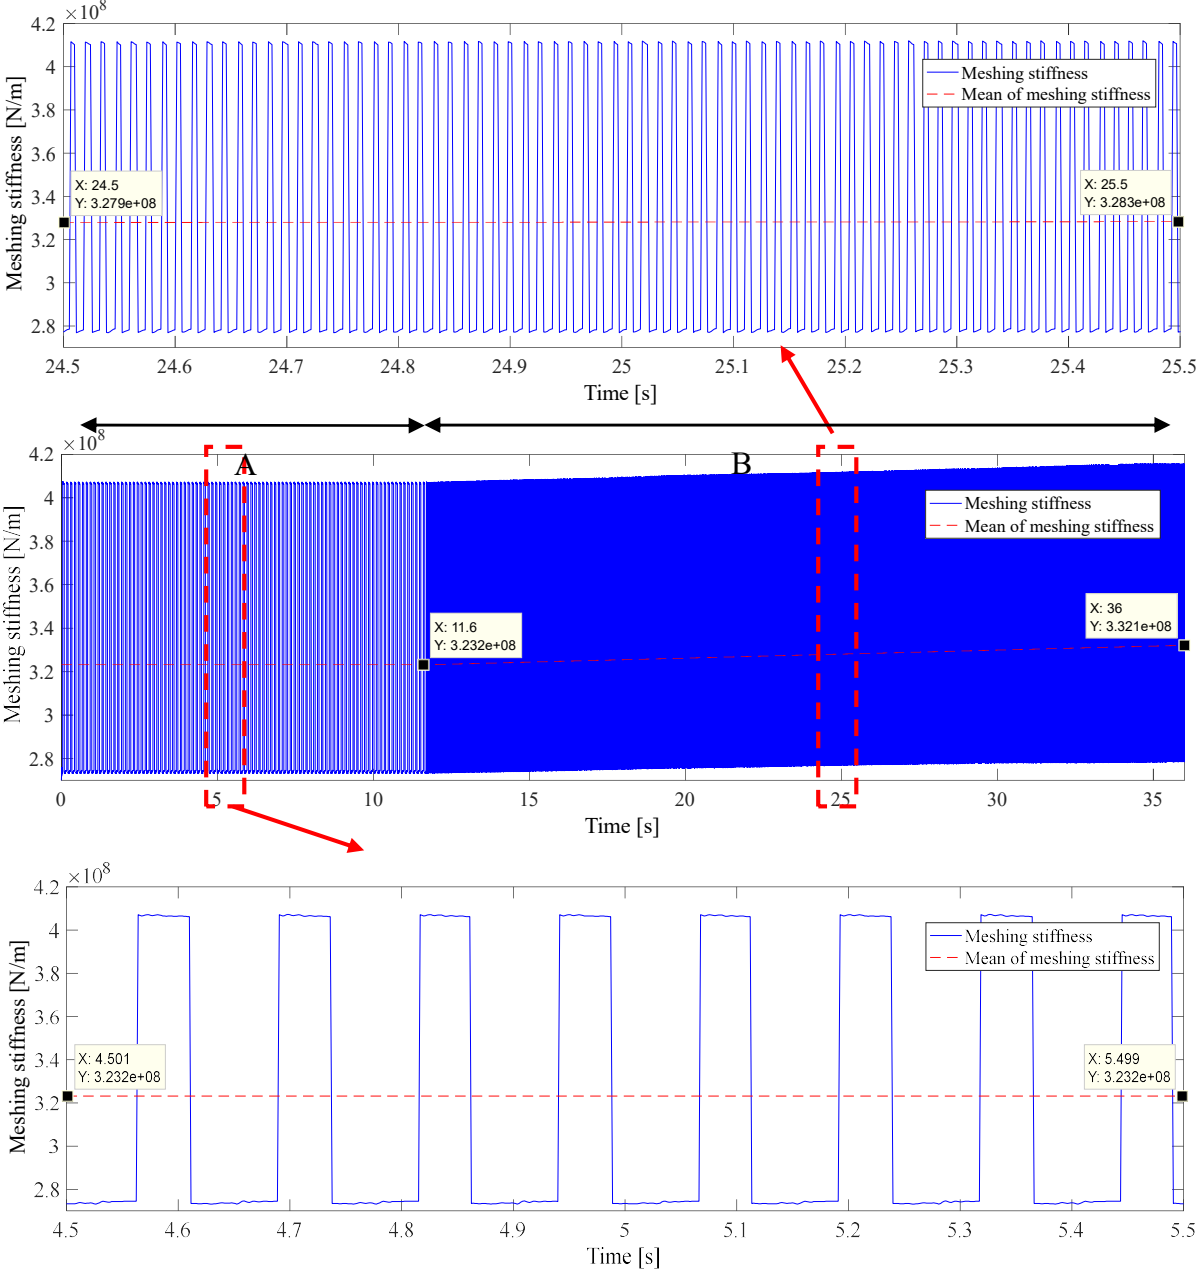 ×10⁸
4.2
4
3.8
3.6
3.4
3.2
3
2.8
Meshing stiffness [N/m]
Meshing stiffness
Mean of meshing stiffness
X: 24.5
Y: 3.279e+08
X: 25.5
Y: 3.283e+08
24.5 24.6 24.7 24.8 24.9 25 25.1 25.2 25.3 25.4 25.5
Time [s]
×10⁸
A
B
4.2
4
3.8
3.6
3.4
3.2
3
2.8
Meshing stiffness [N/m]
Meshing stiffness
Mean of meshing stiffness
X: 11.6
Y: 3.232e+08
X: 36
Y: 3.321e+08
0 5 10 15 20 25 30 35
Time [s]
×10⁸
4.2
4
3.8
3.6
3.4
3.2
3
2.8
Meshing stiffness [N/m]
Meshing stiffness
Mean of meshing stiffness
X: 4.501
Y: 3.232e+08
X: 5.499
Y: 3.232e+08
4.5 4.6 4.7 4.8 4.9 5 5.1 5.2 5.3 5.4 5.5
Time [s]